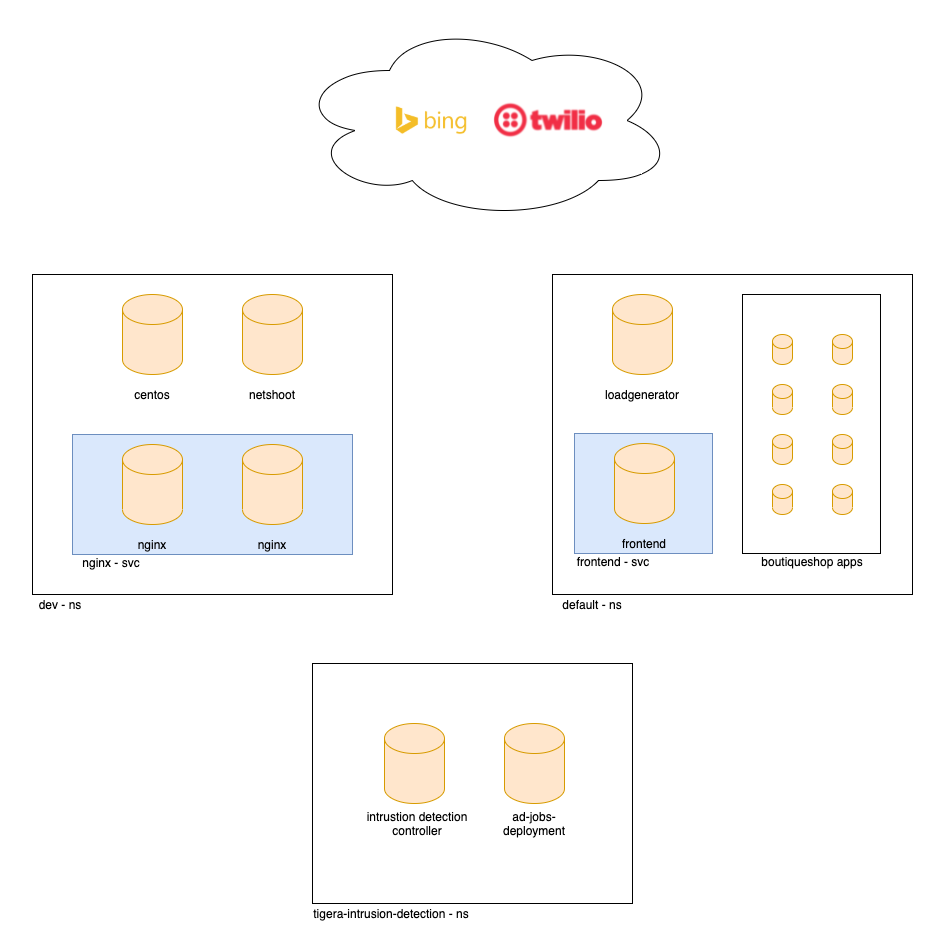 bing twilio
centos netshoot
nginx nginx
nginx - svc
dev - ns
loadgenerator
frontend
frontend - svc
boutiqueshop apps
default - ns
intrustion detection
controller
ad-jobs-
deployment
tigera-intrusion-detection - ns